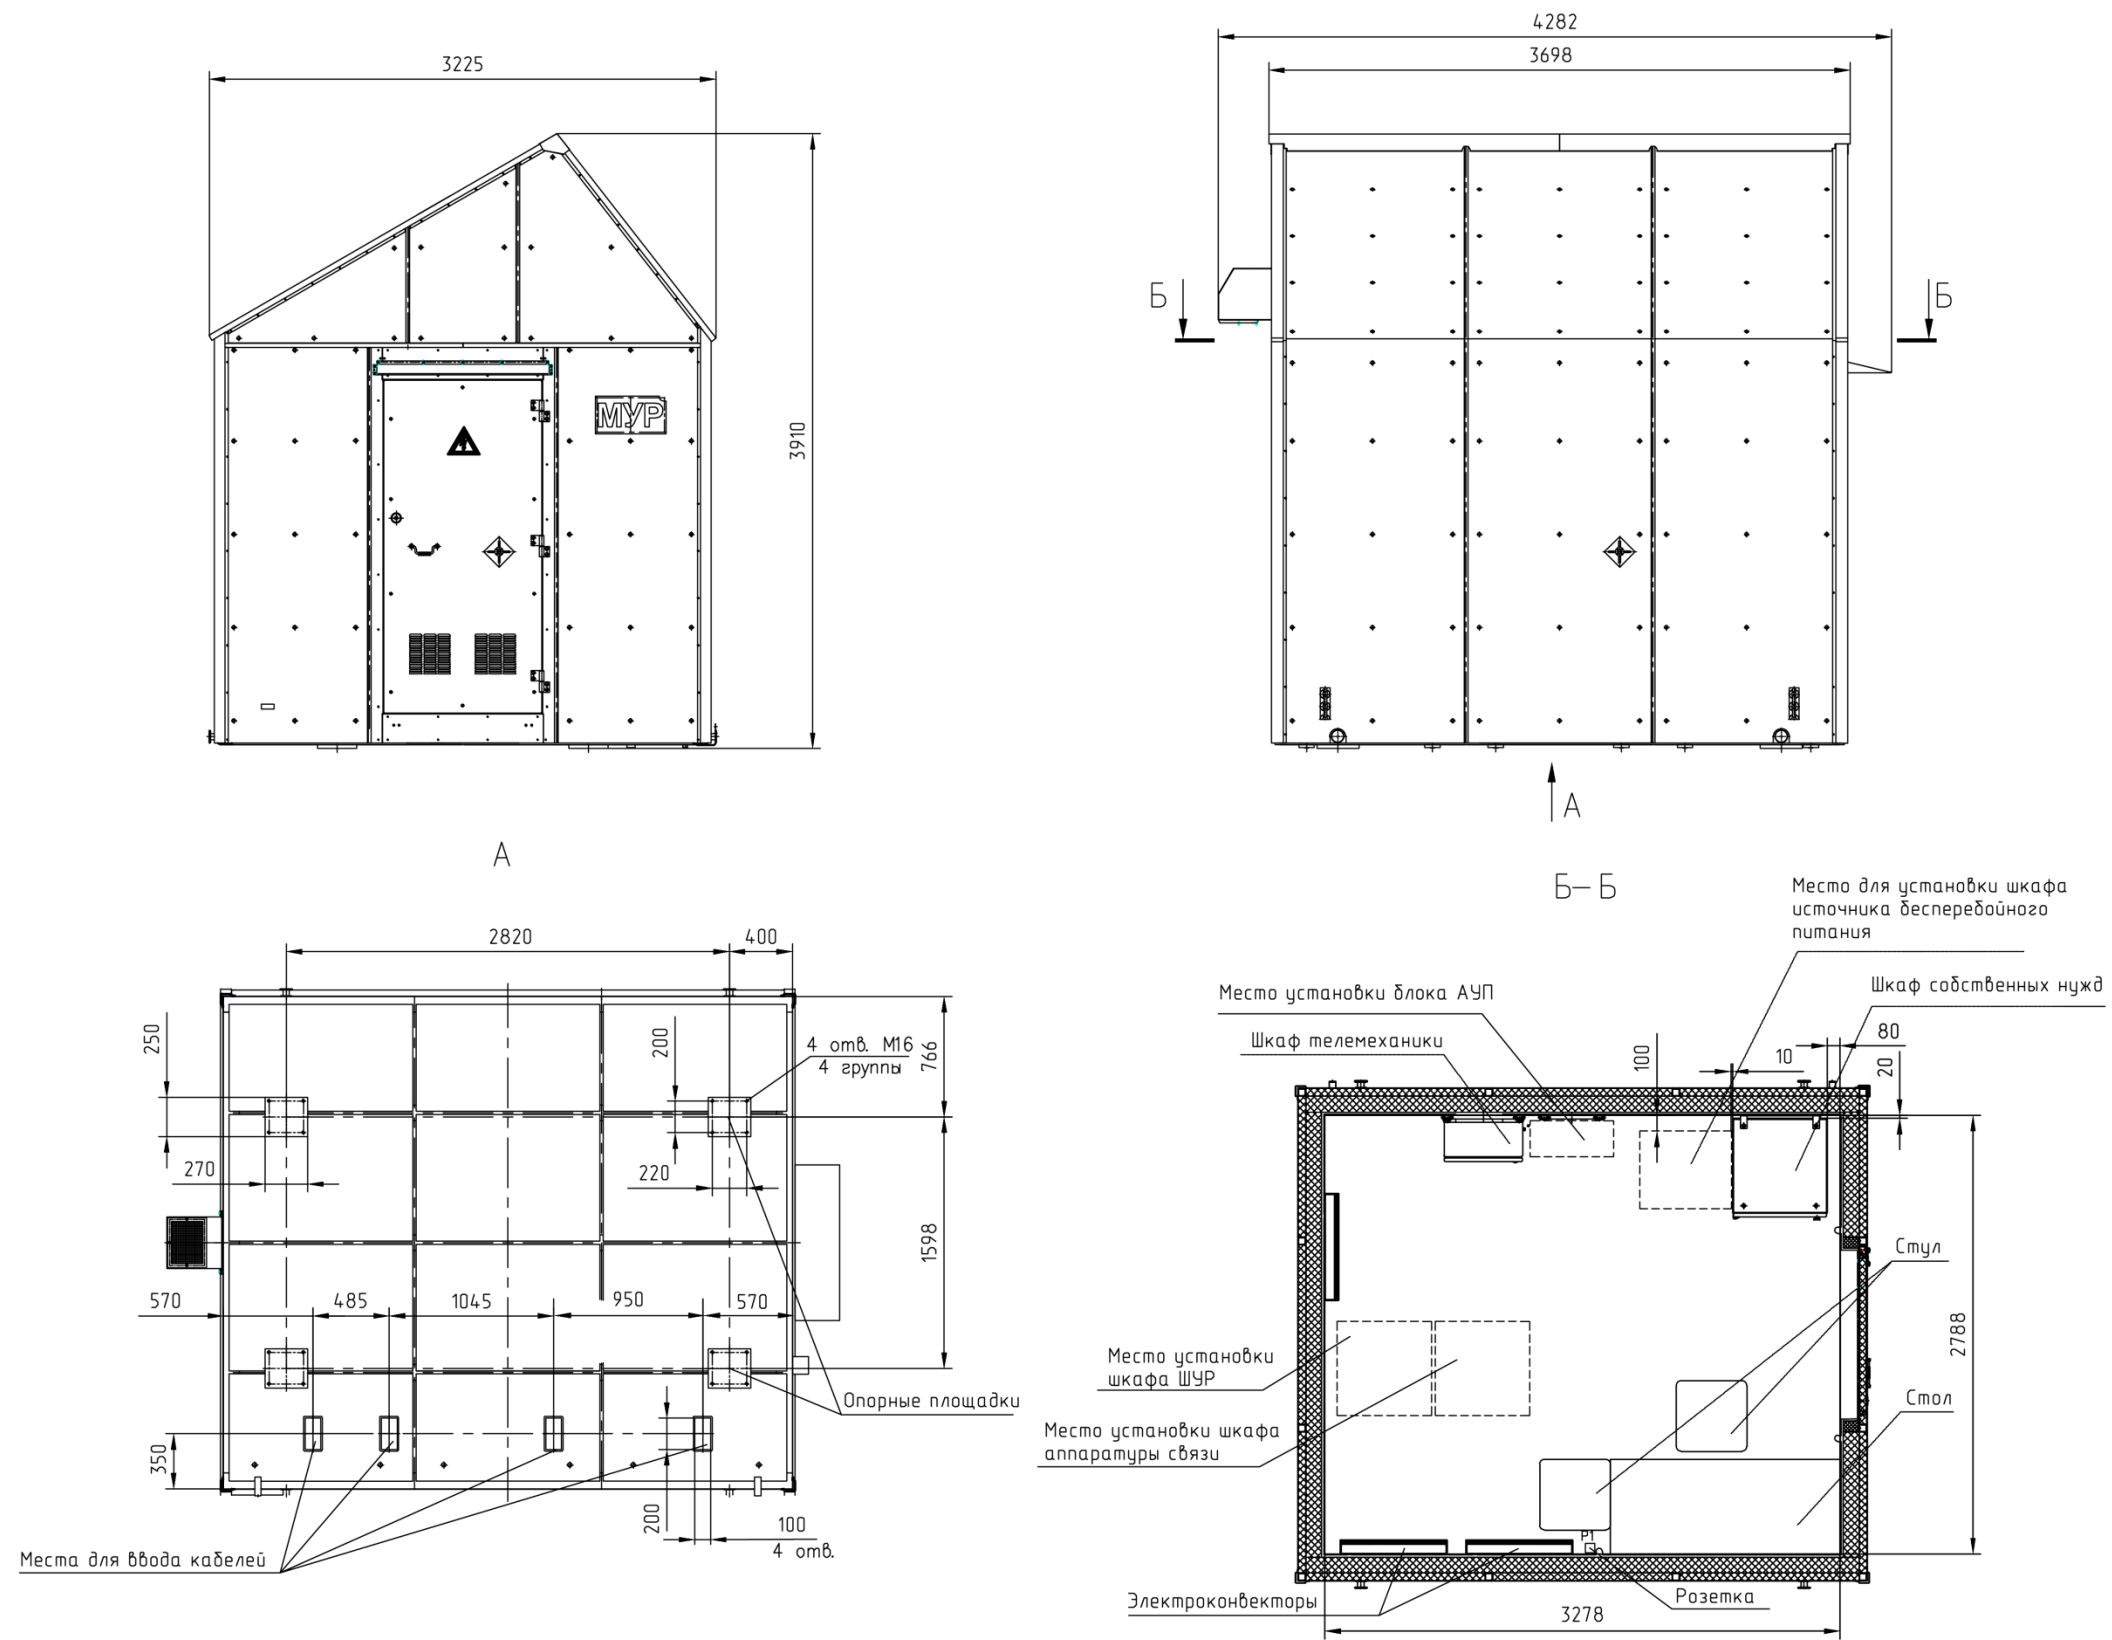 3225
3910
МУР
4282
3698
Б
Б
А
А
2820
400
250
200
4 отв. М16
4 группы
766
270
220
1598
570
485
1045
950
570
Опорные площадки
350
200
100
4 отв.
Места для ввода кабелей
Б-Б
Место для установки шкафа
источника бесперебойного
питания
Место установки блока АУП
Шкаф собственных нужд
Шкаф телемеханики
100
10
80
20
Стул
2788
Место установки
шкафа ШУР
Стол
Место установки шкафа
аппаратуры связи
Р1
Электроконвекторы
Розетка
3278